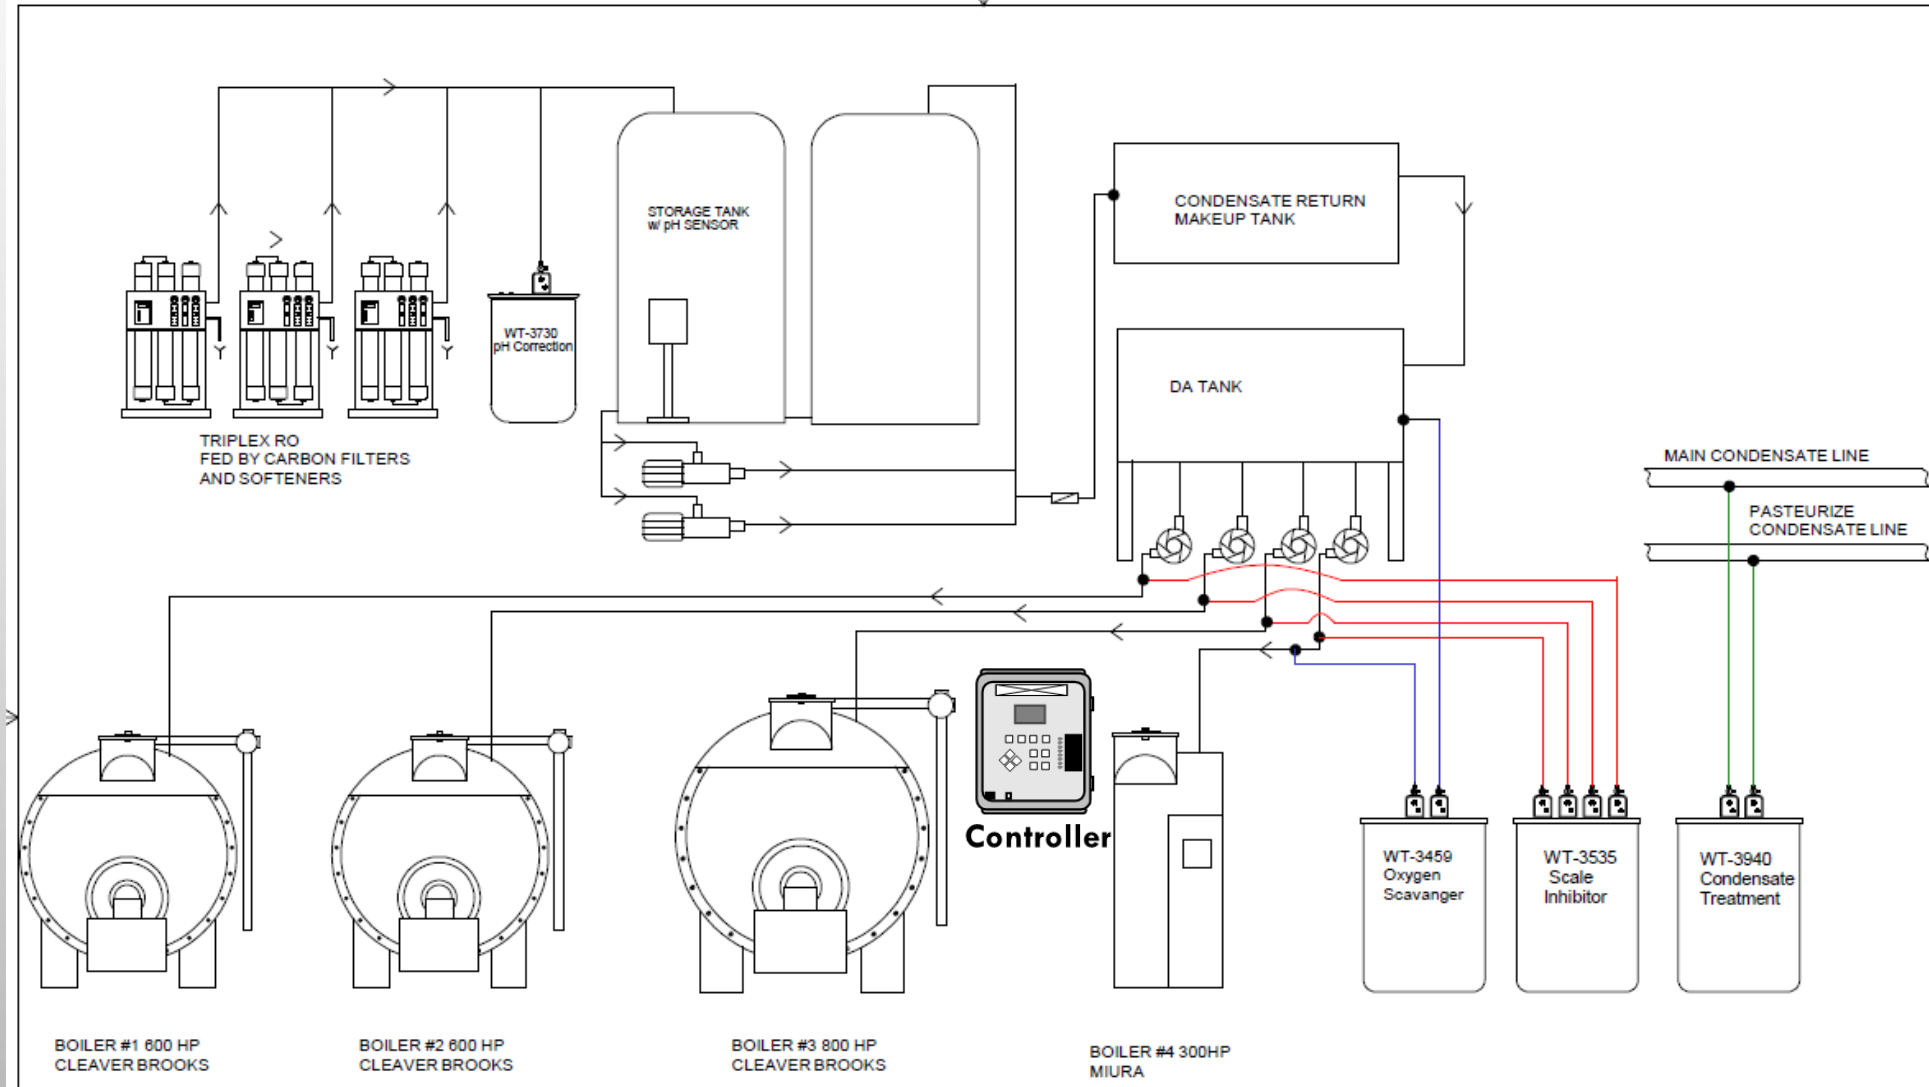 STORAGE TANK
w/ pH SENSOR
CONDENSATE RETURN
MAKEUP TANK
WT-3730
pH Correction
DA TANK
TRIPLEX RO
FED BY CARBON FILTERS
AND SOFTENERS
MAIN CONDENSATE LINE
PASTEURIZE
CONDENSATE LINE
Controller
WT-3459
Oxygen
Scavanger
WT-3535
Scale
Inhibitor
WT-3940
Condensate
Treatment
BOILER #1 600 HP
CLEAVER BROOKS
BOILER #2 600 HP
CLEAVER BROOKS
BOILER #3 800 HP
CLEAVER BROOKS
BOILER #4 300HP
MIURA